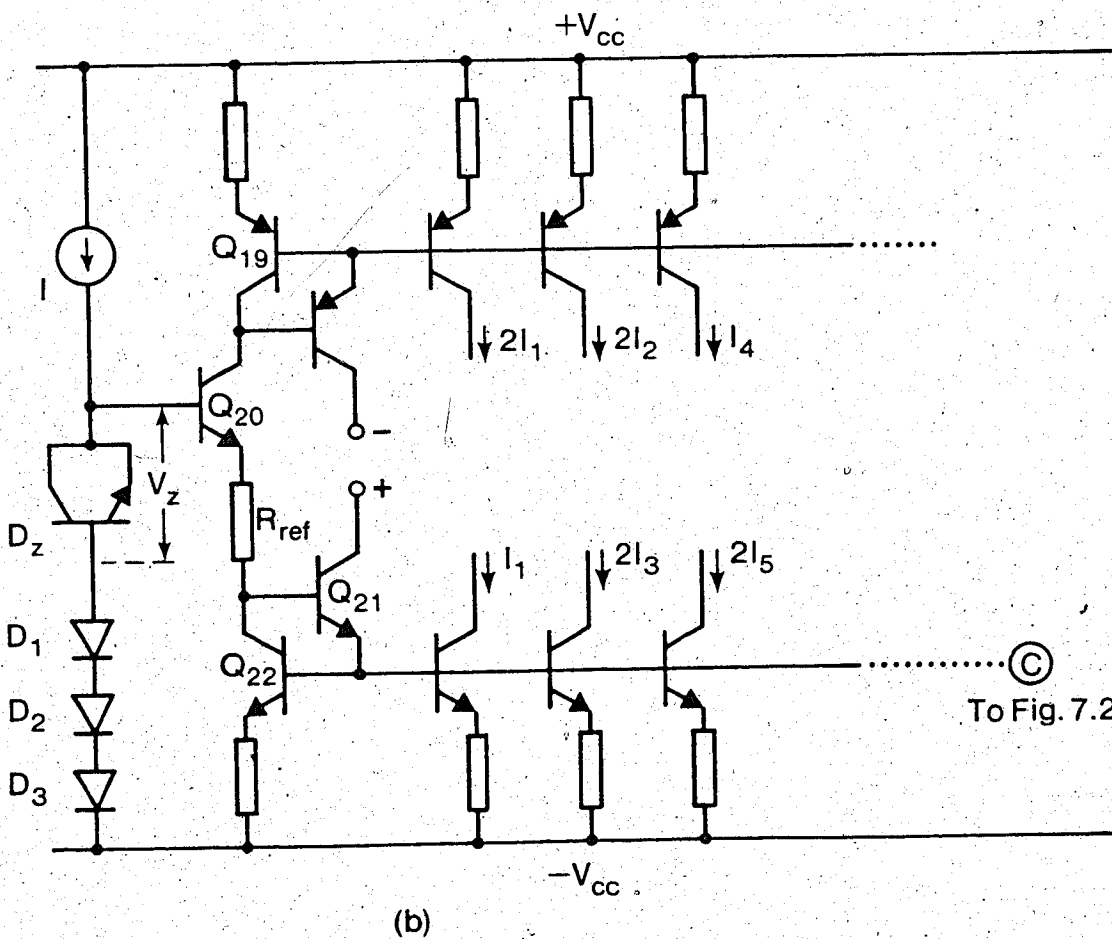 +Vcc
I
Q19
2I1
2I2
I4
Q20
Vz
−
+
Dz
Rref
Q21
I1
2I3
2I5
D1
Q22
C
D2
To Fig. 7.2
D3
−Vcc
(b)